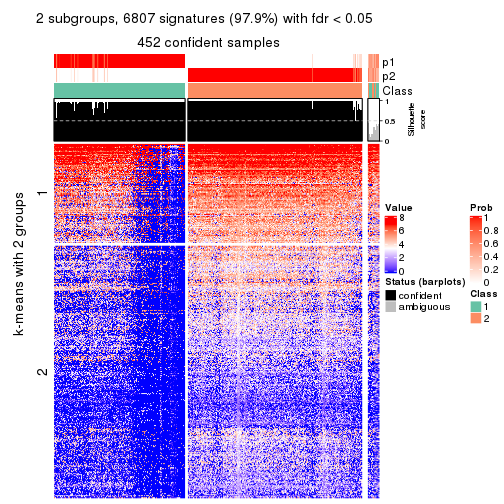 2 subgroups, 6807 signatures (97.9%) with fdr < 0.05
452 confident samples
p1
p2
Class
1
0.5
0
Silhouette
score
k-means with 2 groups
1
2
Value
8
6
4
2
0
Status (barplots)
confident
ambiguous
Prob
1
0.8
0.6
0.4
0.2
0
Class
1
2